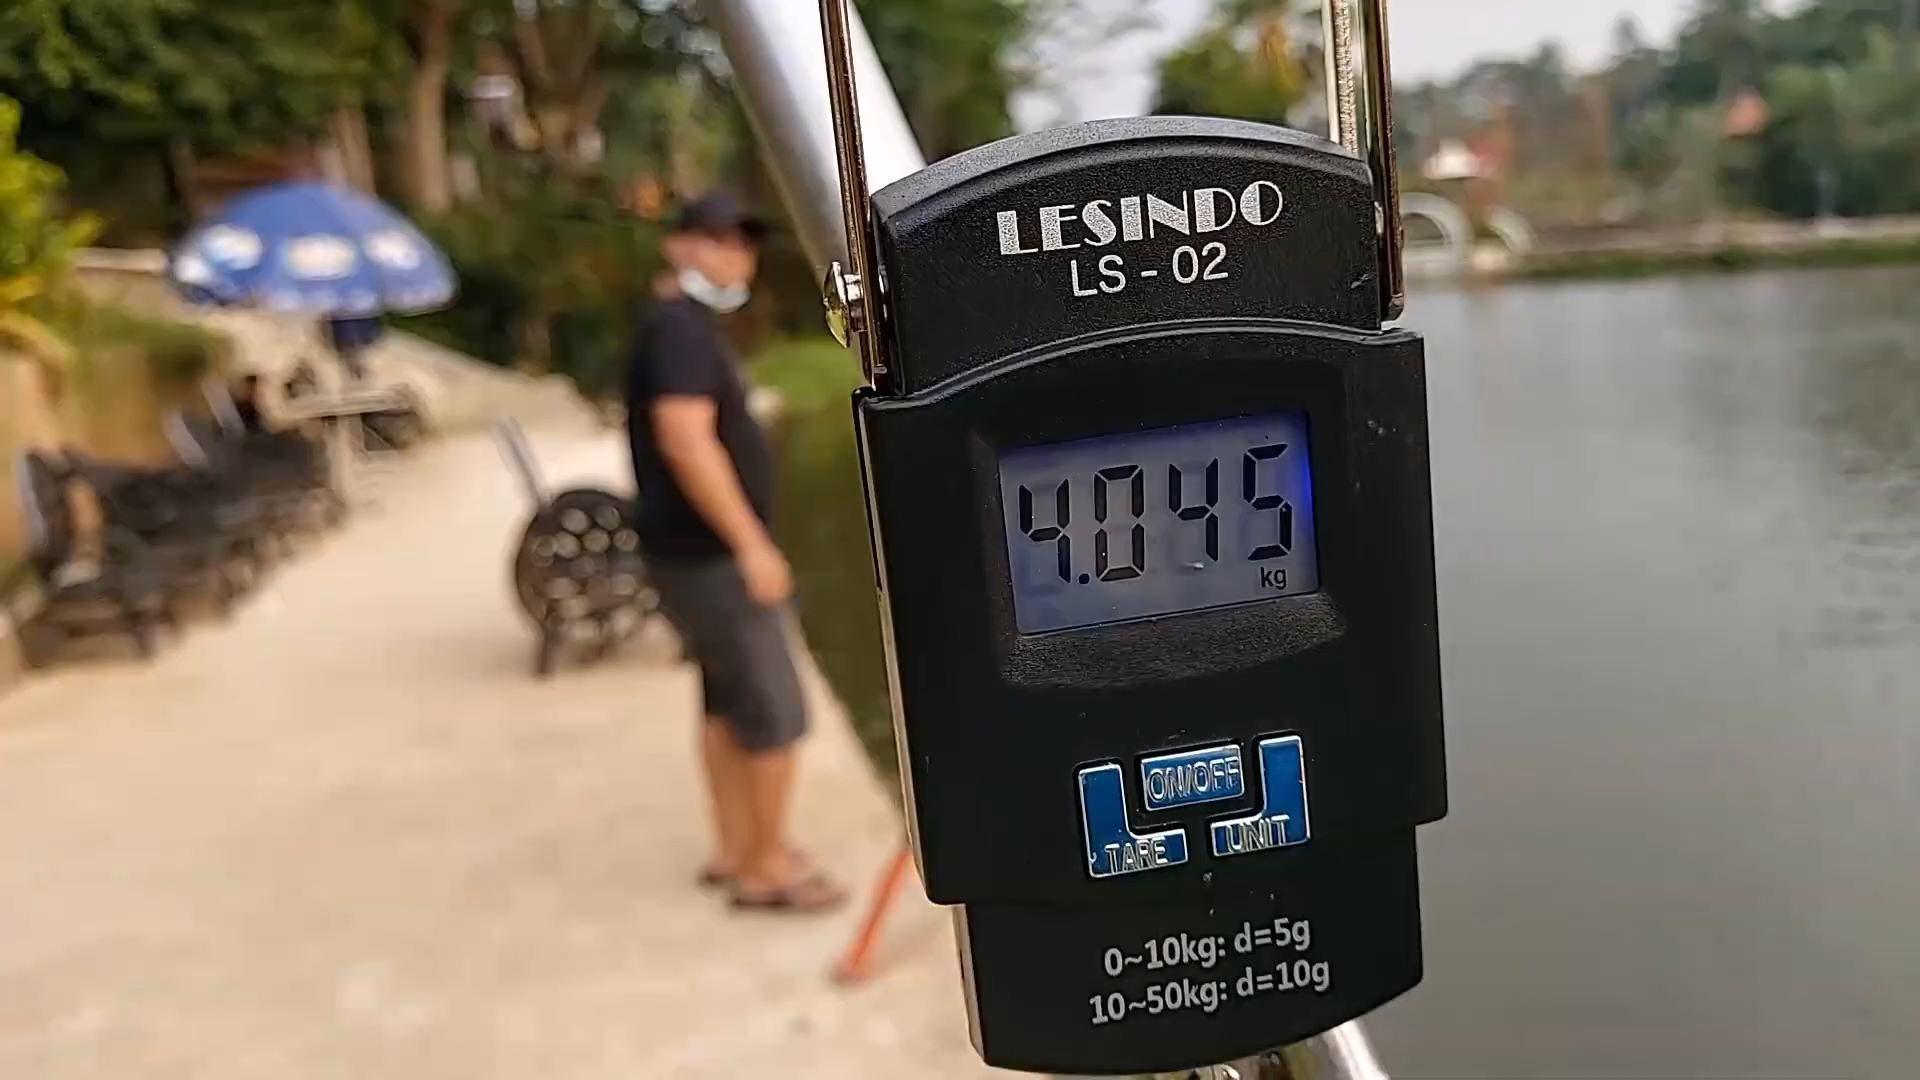 LESINDO
LS - 02
4.045
kg
ON/OFF
TARE UNIT
0~10kg: d=5g
10~50kg: d=10g